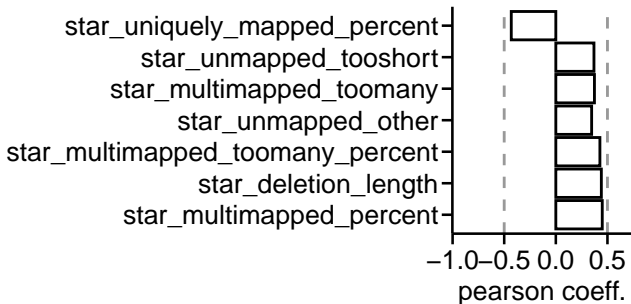 star_uniquely_mapped_percent
star_unmapped_tooshort
star_multimapped_toomany
star_unmapped_other
star_multimapped_toomany_percent
star_deletion_length
star_multimapped_percent
−1.0 −0.5 0.0 0.5
pearson coeff.